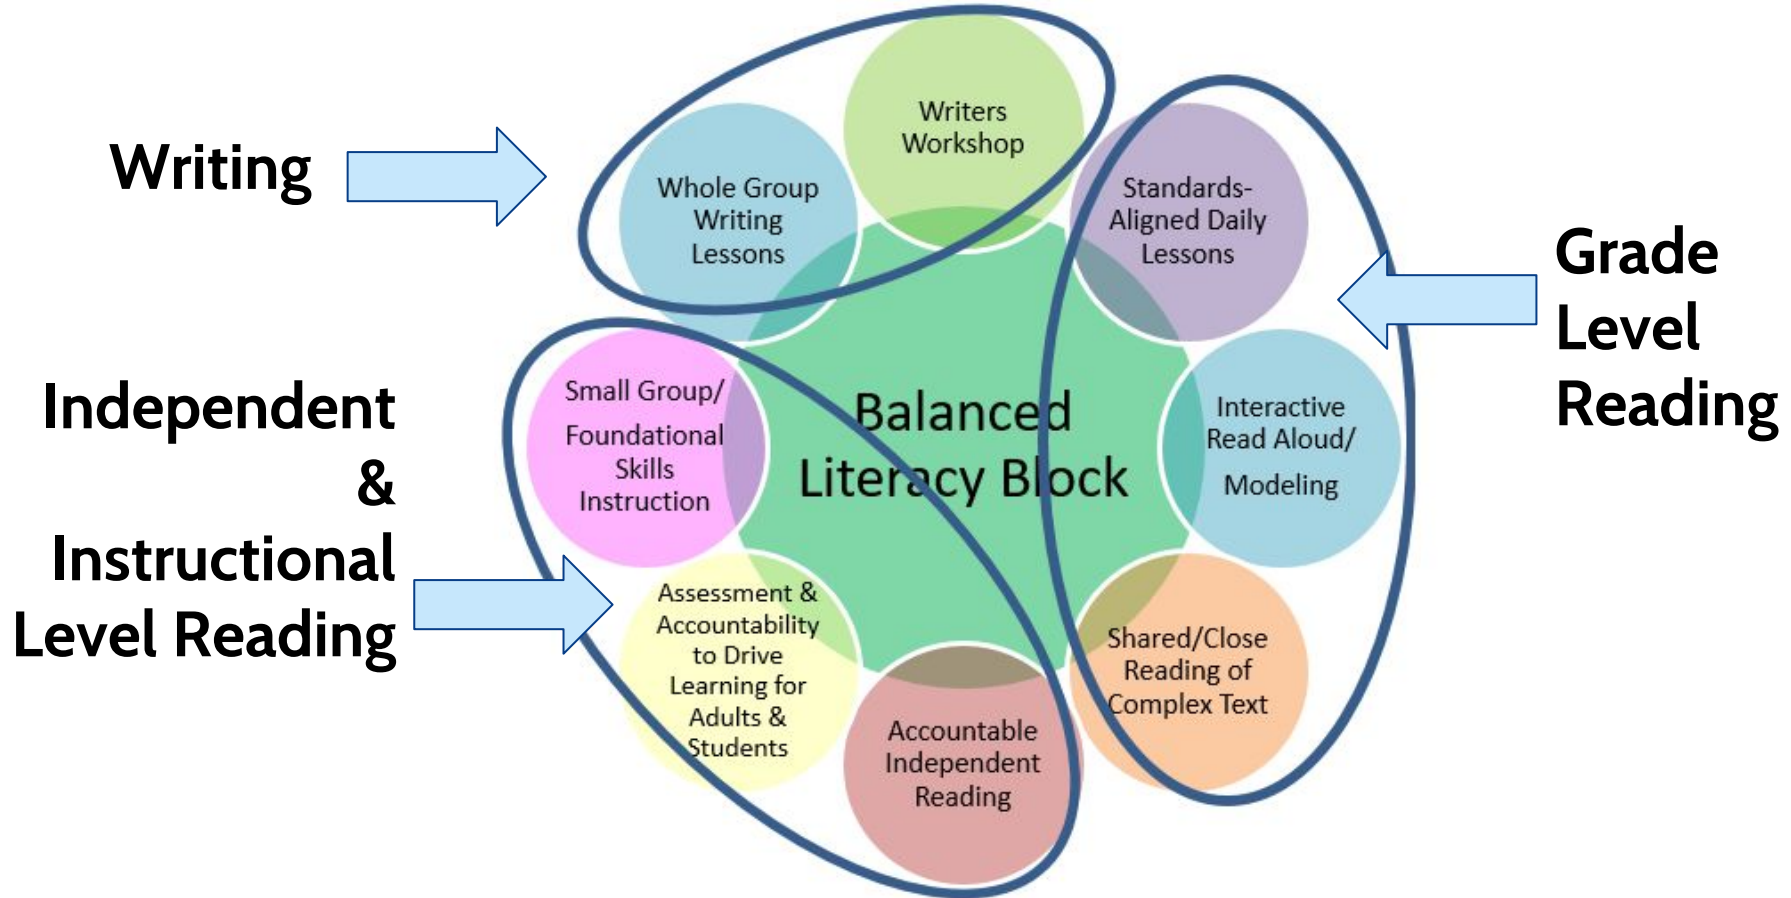 Writing
Independent
&
Instructional
Level Reading
Grade
Level
Reading
Writers
Workshop
Whole Group
Writing
Lessons
Standards-
Aligned Daily
Lessons
Small Group/
Foundational
Skills
Instruction
Balanced
Literacy Block
Interactive
Read Aloud/
Modeling
Assessment &
Accountability
to Drive
Learning for
Adults &
Students
Shared/Close
Reading of
Complex Text
Accountable
Independent
Reading